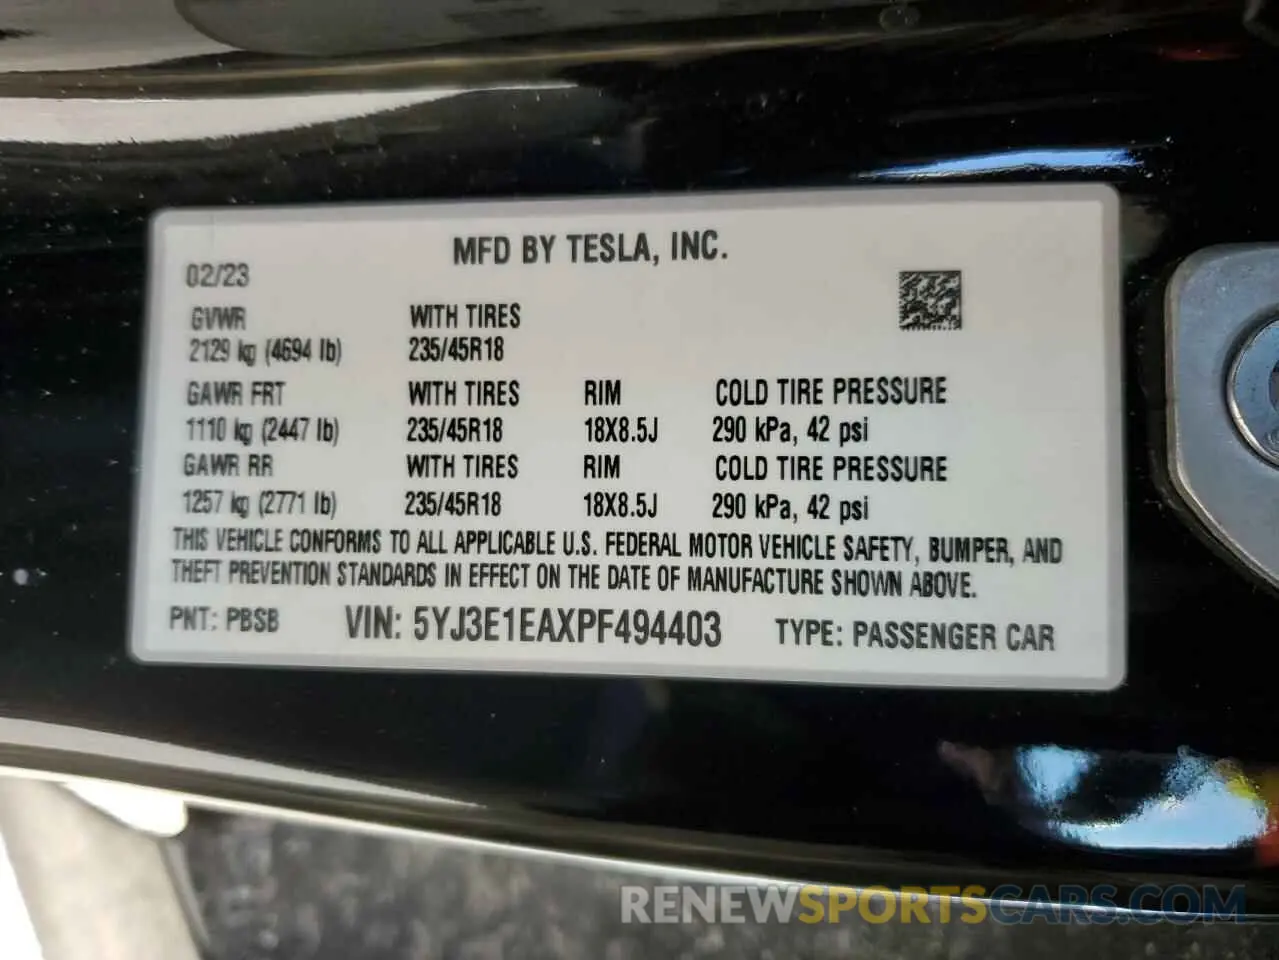 MFD BY TESLA, INC.
02/23
GVWR WITH TIRES
2129 kg (4694 lb) 235/45R18
GAWR FRT WITH TIRES RIM COLD TIRE PRESSURE
1110 kg (2447 lb) 235/45R18 18X8.5J 290 kPa, 42 psi
GAWR RR WITH TIRES RIM COLD TIRE PRESSURE
1257 kg (2771 lb) 235/45R18 18X8.5J 290 kPa, 42 psi
THIS VEHICLE CONFORMS TO ALL APPLICABLE U.S. FEDERAL MOTOR VEHICLE SAFETY, BUMPER, AND
THEFT PREVENTION STANDARDS IN EFFECT ON THE DATE OF MANUFACTURE SHOWN ABOVE.
PNT: PBSB VIN: 5YJ3E1EAXPF494403 TYPE: PASSENGER CAR
RENEWSPORTSCARS.COM